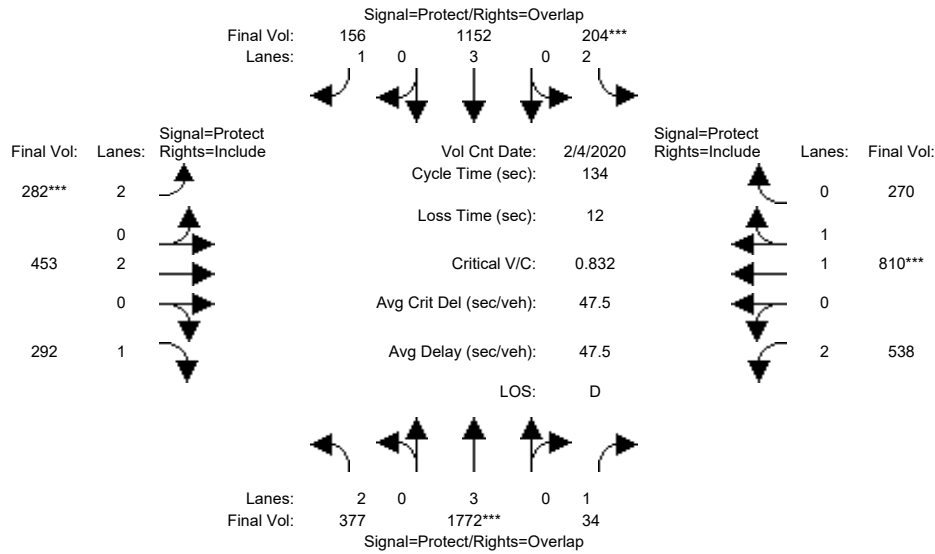 Signal=Protect/Rights=Overlap
Final Vol: 156 1152 204***
Lanes: 1 0 3 0 2
Signal=Protect Signal=Protect
Final Vol: Lanes: Rights=Include Vol Cnt Date: 2/4/2020 Rights=Include Lanes: Final Vol:
Cycle Time (sec): 134
282*** 2 0 270
Loss Time (sec): 12
0 1
453 2 Critical V/C: 0.832 1 810***
0 Avg Crit Del (sec/veh): 47.5 0
292 1 Avg Delay (sec/veh): 47.5 2 538
LOS: D
Lanes: 2 0 3 0 1
Final Vol: 377 1772*** 34
Signal=Protect/Rights=Overlap